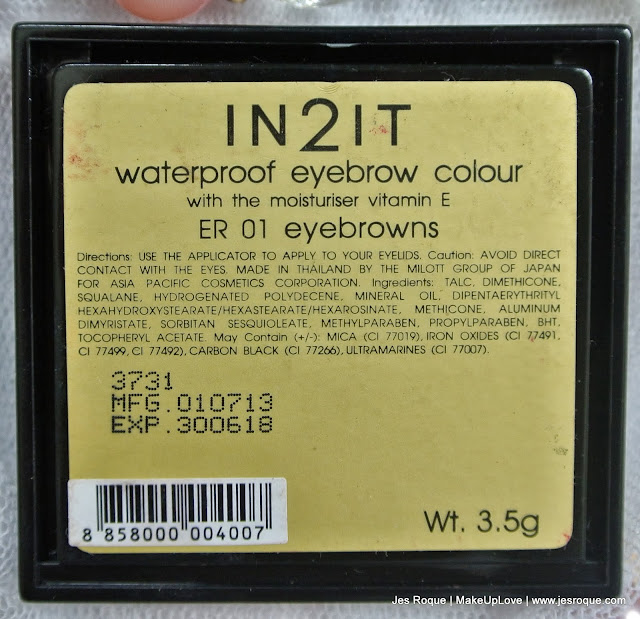 IN2IT
waterproof eyebrow colour
with the moisturiser vitamin E
ER 01 eyebrowns
Directions: USE THE APPLICATOR TO APPLY TO YOUR EYELIDS. Caution: AVOID DIRECT
CONTACT WITH THE EYES. MADE IN THAILAND BY THE MILOTT GROUP OF JAPAN
FOR ASIA PACIFIC COSMETICS CORPORATION. Ingredients: TALC, DIMETHICONE,
SQUALANE, HYDROGENATED POLYDECENE, MINERAL OIL, DIPENTAERYTHRITYL
HEXAHYDROXYSTEARATE/HEXASTEARATE/HEXAROSINATE, METHICONE, ALUMINUM
DIMYRISTATE, SORBITAN SESQUIOLEATE, METHYLPARABEN, PROPYLPARABEN, BHT,
TOCOPHERYL ACETATE. May Contain (+/-): MICA (CI 77019), IRON OXIDES (CI 77491,
CI 77499, CI 77492), CARBON BLACK (CI 77266), ULTRAMARINES (CI 77007).
3731
MFG.010713
EXP.300618
8 858000 004007
Wt. 3.5g
Jes Roque | MakeUpLove | www.jesroque.com